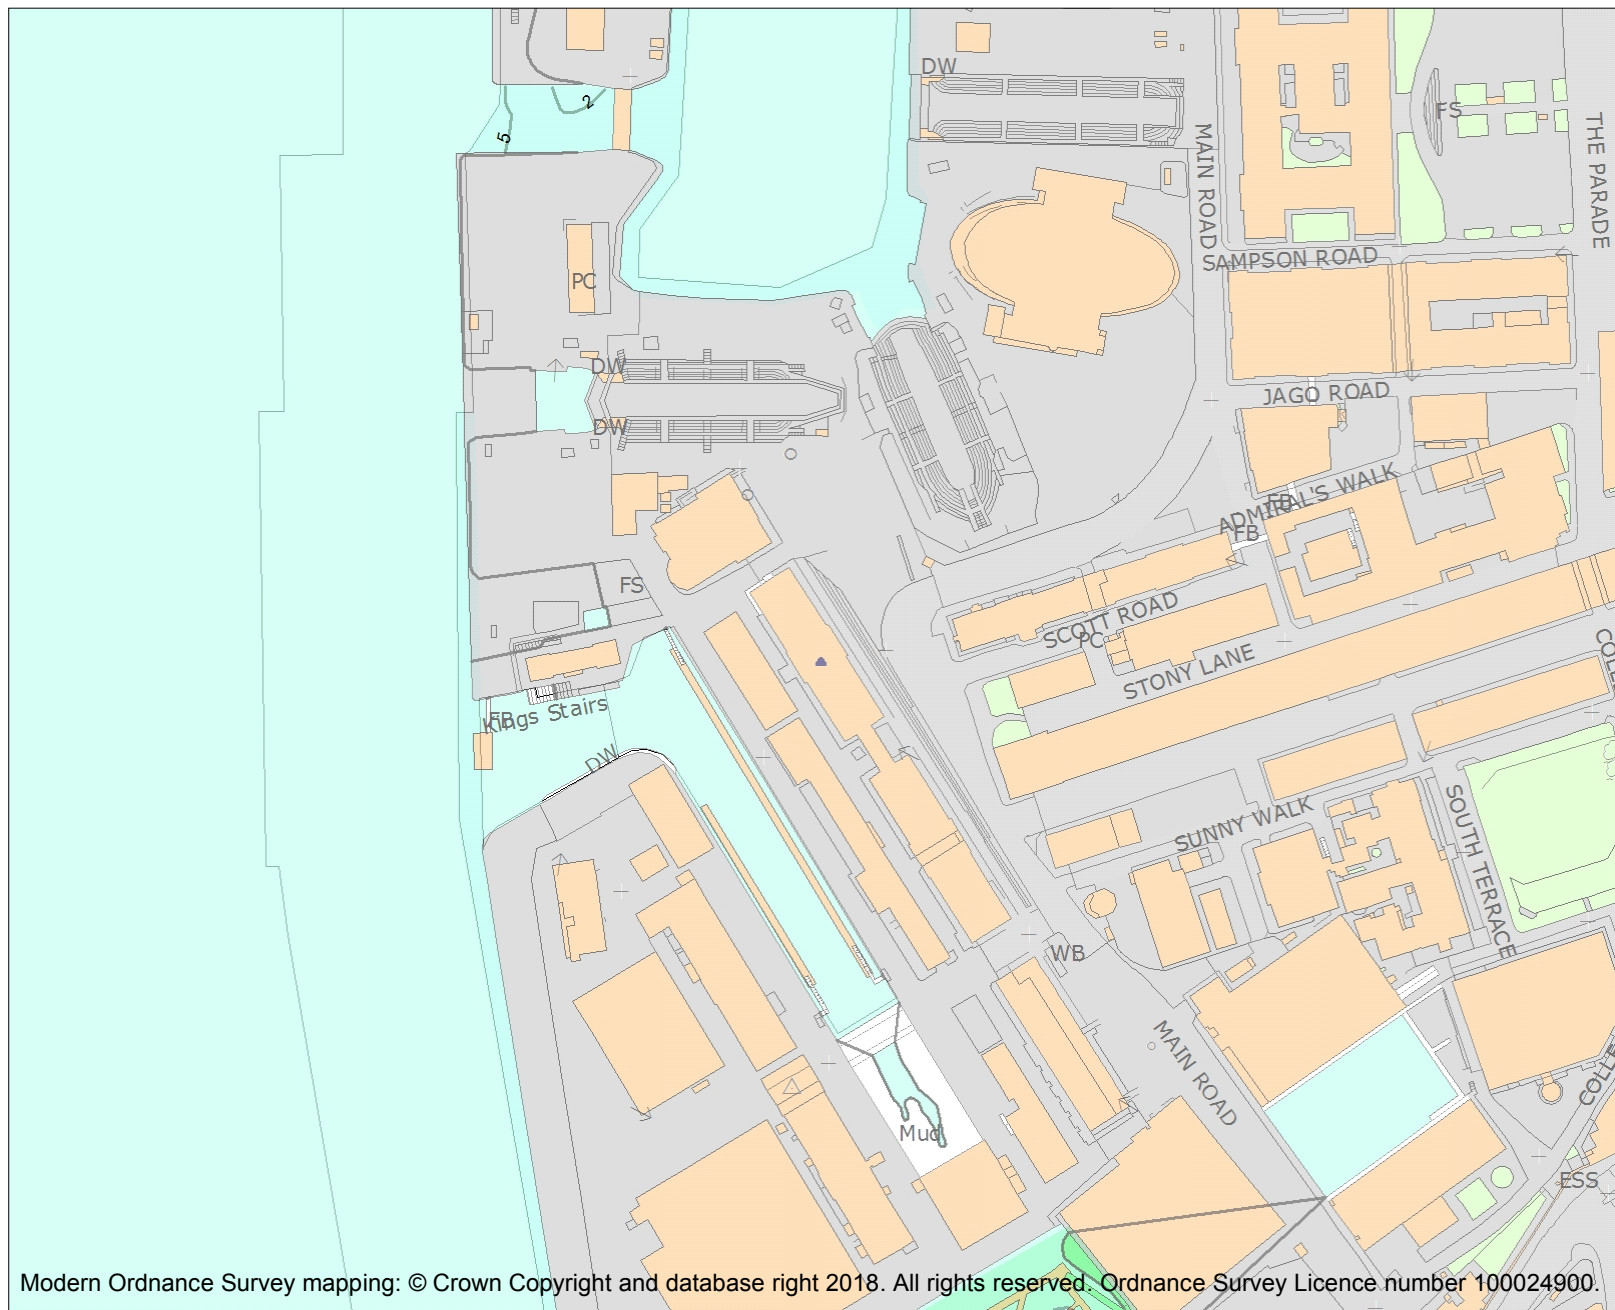 DW
2
FS
5
MAIN ROAD
THE PARADE
SAMPSON ROAD
PC
DW
JAGO ROAD
DW
FB
ADMIRAL'S WALK
FB
FS
SCOTT ROAD
PC
STONY LANE
Kings Stairs
FB
DW
SUNNY WALK
SOUTH TERRACE
WB
MAIN ROAD
Mud
ESS
Modern Ordnance Survey mapping: © Crown Copyright and database right 2018. All rights reserved. Ordnance Survey Licence number 100024900.